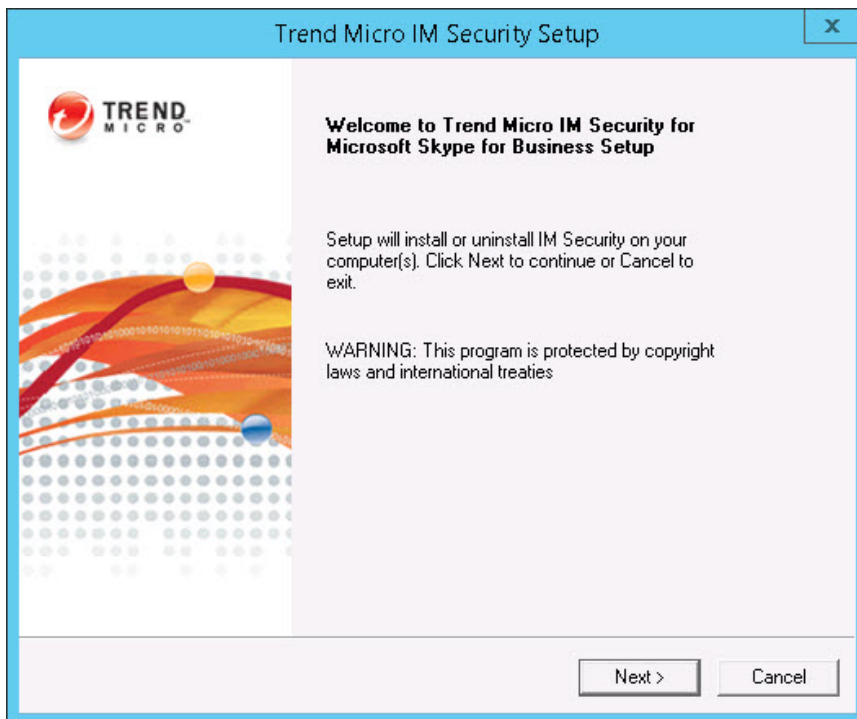 Trend Micro IM Security Setup
X
TREND
MICRO
Welcome to Trend Micro IM Security for
Microsoft Skype for Business Setup
Setup will install or uninstall IM Security on your
computer(s). Click Next to continue or Cancel to
exit.
WARNING: This program is protected by copyright
laws and international treaties
Next >
Cancel